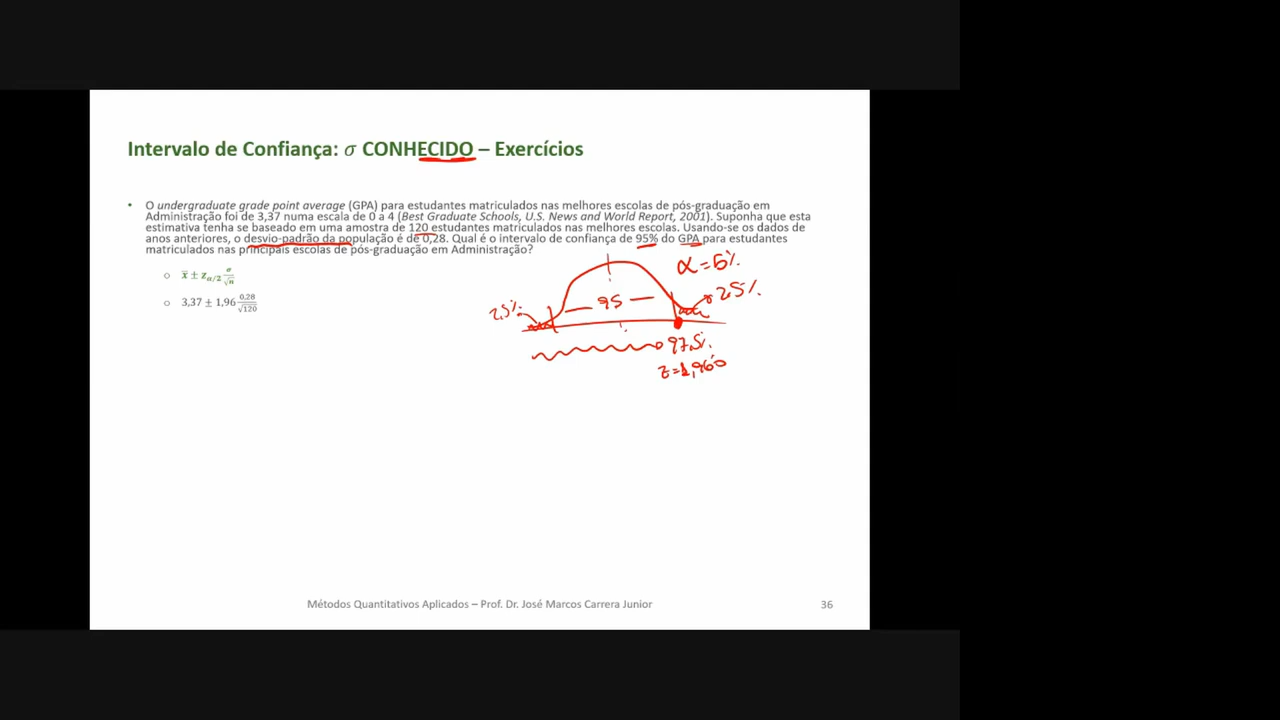 Intervalo de Confiança: σ CONHECIDO – Exercícios
• O undergraduate grade point average (GPA) para estudantes matriculados nas melhores escolas de pós-graduação em
Administração foi de 3,37 numa escala de 0 a 4 (Best Graduate Schools, U.S. News and World Report, 2001). Suponha que esta
estimativa tenha se baseado em uma amostra de 120 estudantes matriculados nas melhores escolas. Usando-se os dados de
anos anteriores, o desvio-padrão da população é de 0,28. Qual é o intervalo de confiança de 95% do GPA para estudantes
matriculados nas principais escolas de pós-graduação em Administração?
α = 5%
○ x̄ ± z_{α/2} σ/√n
2,5%
95
2,5%
○ 3,37 ± 1,96 0,28/√120
97,5%
z=1,960
Métodos Quantitativos Aplicados – Prof. Dr. José Marcos Carrera Junior
36